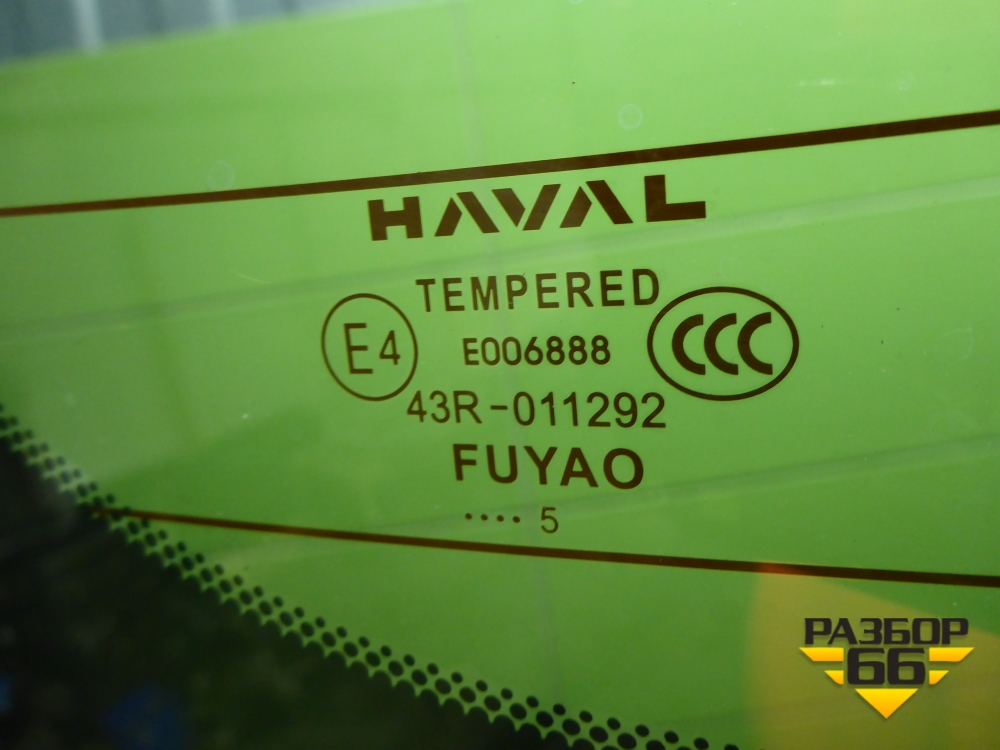 HAVAL
TEMPERED
E4
E006888
CCC
43R-011292
FUYAO
•••• 5
РАЗБОР
66